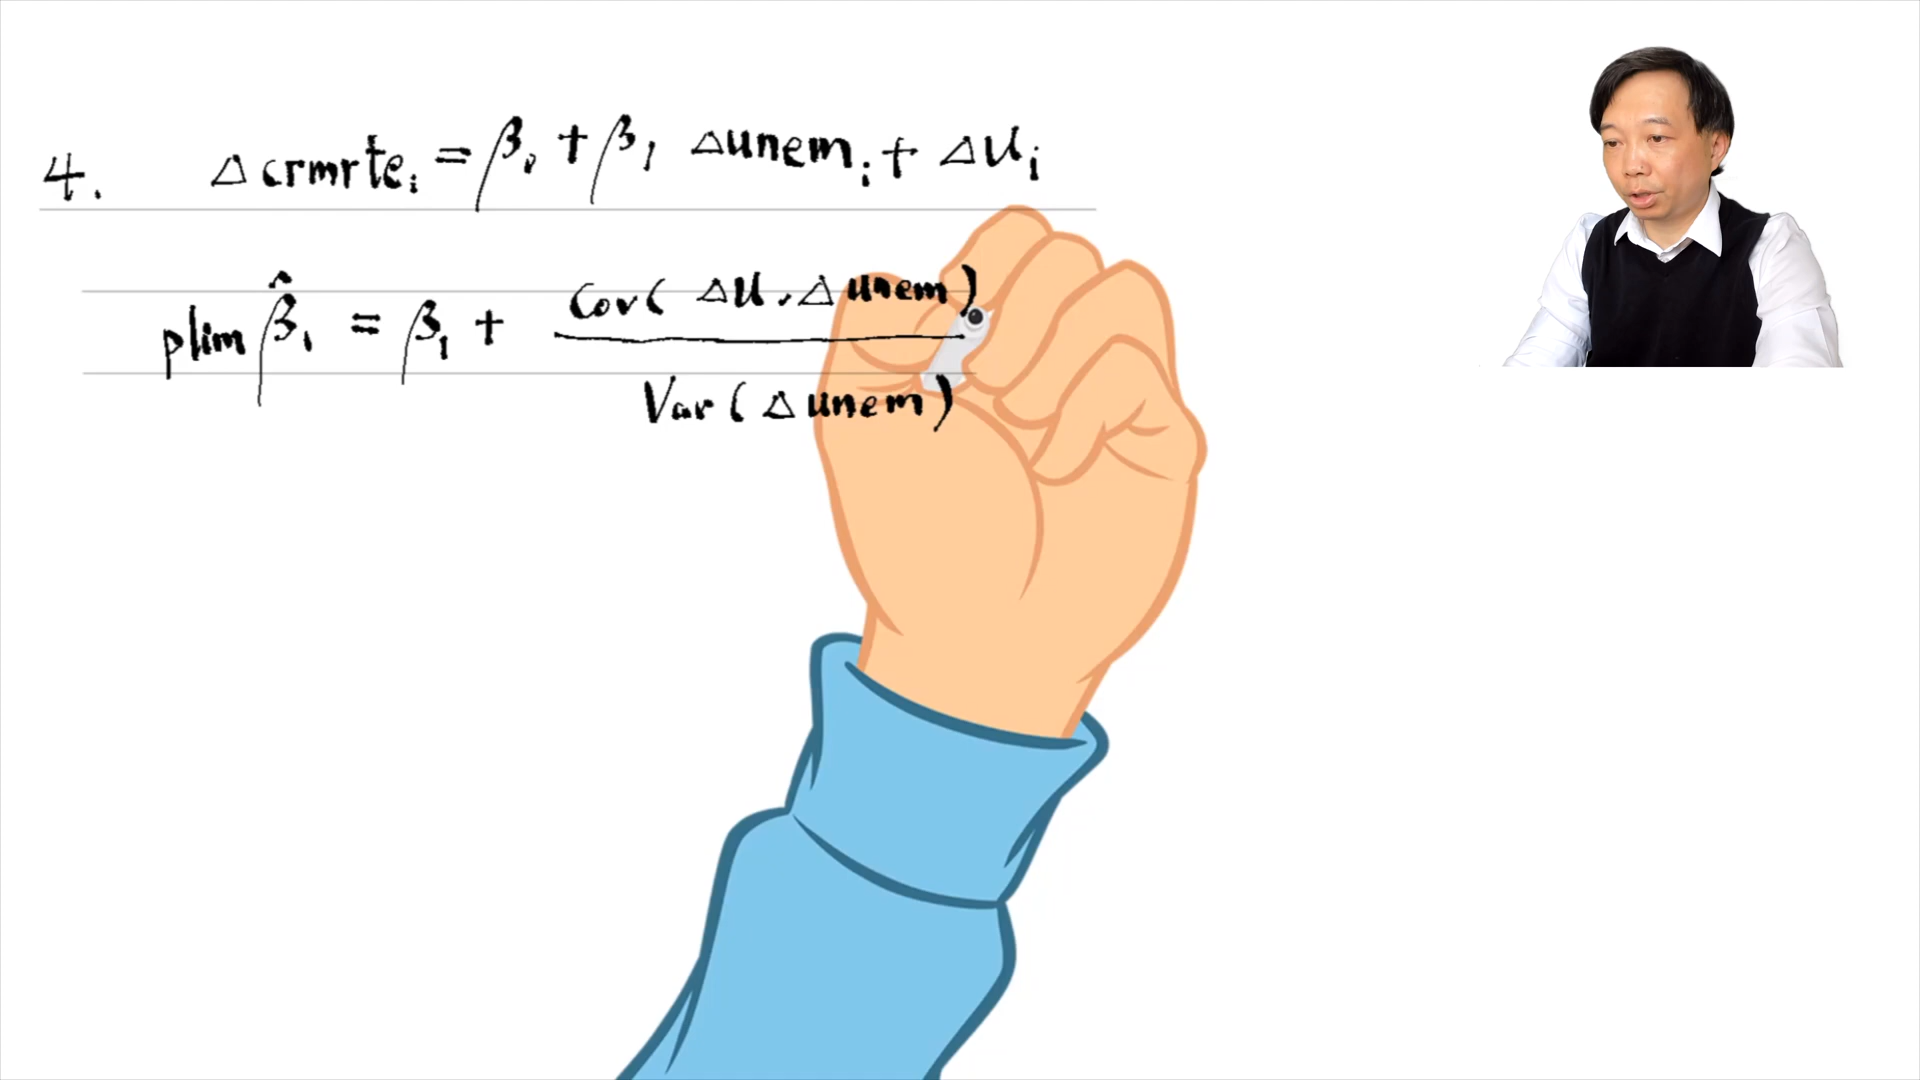 4. Δcrmrteᵢ = β₀ + β₁ Δunemᵢ + Δuᵢ
plim β̂₁ = β₁ + Cov(Δu, Δunem)
Var(Δunem)